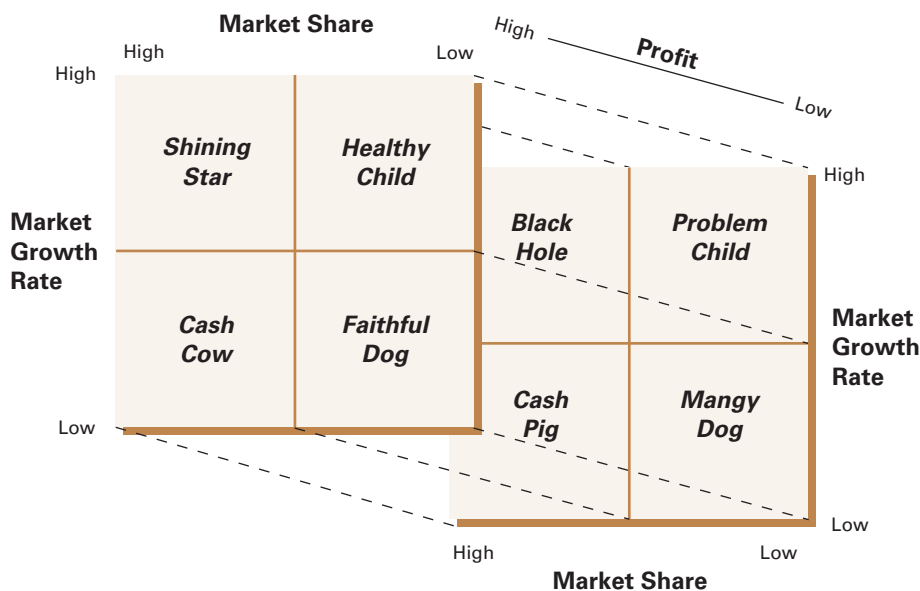 Market Share
High
Low
High
Shining
Star
Healthy
Child
Market
Growth
Rate
Cash
Cow
Faithful
Dog
Low
High
Profit
Low
High
Black
Hole
Problem
Child
Market
Growth
Rate
Cash
Pig
Mangy
Dog
Low
High
Low
Market Share